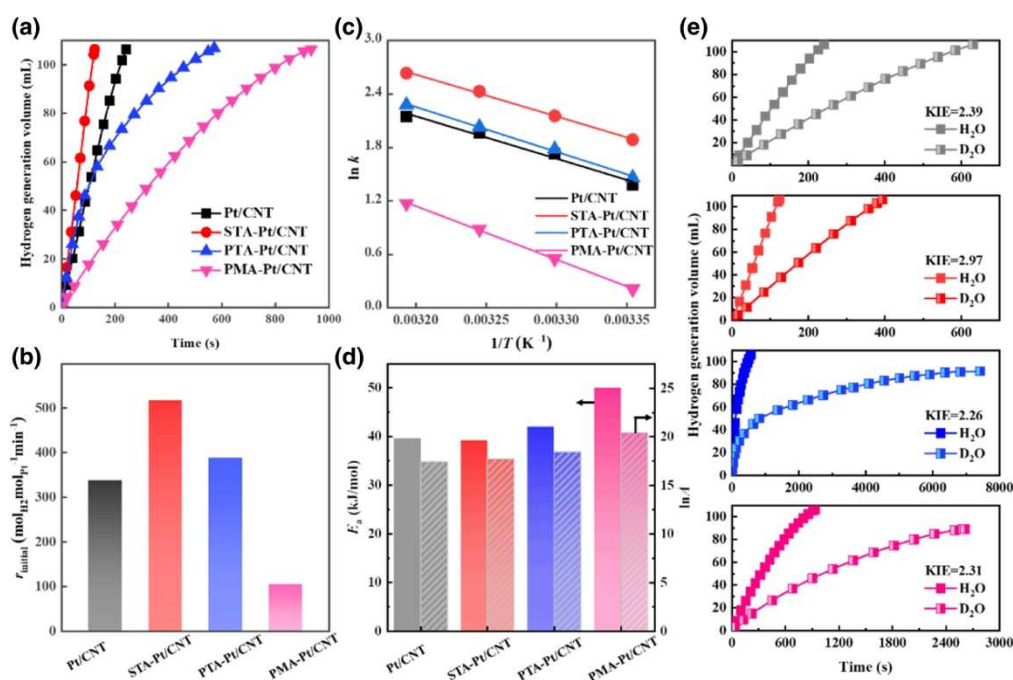 (a)
Hydrogen generation volume (mL)
100
80
60
40
20
0
0 200 400 600 800 1000
Time (s)
Pt/CNT
STA-Pt/CNT
PTA-Pt/CNT
PMA-Pt/CNT
(c)
ln k
3.0
2.4
1.8
1.2
0.6
0.0
0.00320 0.00325 0.00330 0.00335
1/T (K⁻¹)
Pt/CNT
STA-Pt/CNT
PTA-Pt/CNT
PMA-Pt/CNT
(b)
r initial (mol H2 mol Pt⁻¹ min⁻¹)
500
400
300
200
100
0
Pt/CNT
STA-Pt/CNT
PTA-Pt/CNT
PMA-Pt/CNT
(d)
Ea (kJ/mol)
50
40
30
20
10
0
lnA
25
20
15
10
5
0
Pt/CNT
STA-Pt/CNT
PTA-Pt/CNT
PMA-Pt/CNT
(e)
Hydrogen generation volume (mL)
100
80
60
40
20
KIE=2.39
H₂O
D₂O
0 200 400 600
100
80
60
40
20
0
KIE=2.97
H₂O
D₂O
0 200 400 600
100
80
60
40
20
0
KIE=2.26
H₂O
D₂O
0 2000 4000 6000 8000
100
80
60
40
20
0
KIE=2.31
H₂O
D₂O
0 600 1200 1800 2400 3000
Time (s)